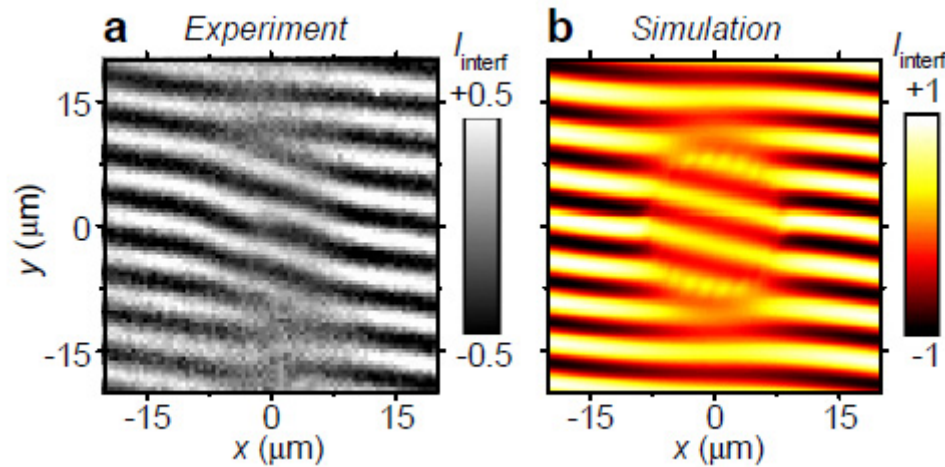 a Experiment
b Simulation
I_interf
+0.5
-0.5
I_interf
+1
-1
y (μm)
15
0
-15
-15 0 15
x (μm)
-15 0 15
x (μm)